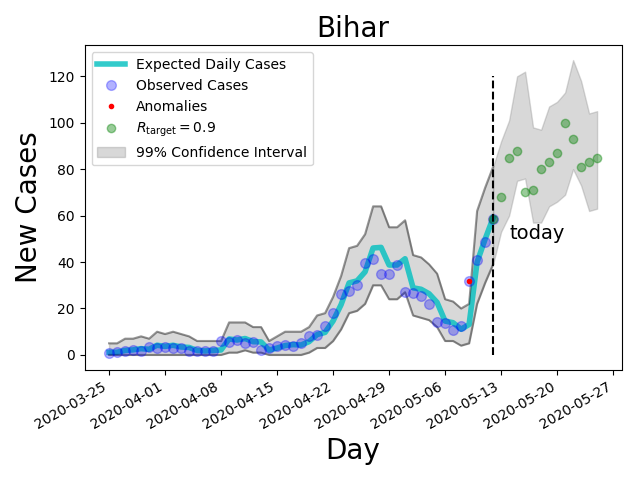 Bihar
Expected Daily Cases
Observed Cases
Anomalies
R_target = 0.9
99% Confidence Interval
New Cases
120
100
80
60
40
20
0
today
2020-03-25
2020-04-01
2020-04-08
2020-04-15
2020-04-22
2020-04-29
2020-05-06
2020-05-13
2020-05-20
2020-05-27
Day